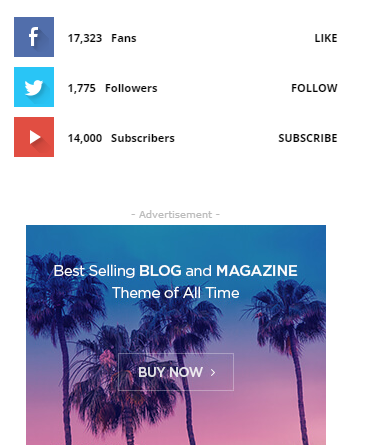 17,323 Fans LIKE
1,775 Followers FOLLOW
14,000 Subscribers SUBSCRIBE
- Advertisement -
Best Selling BLOG and MAGAZINE
Theme of All Time
BUY NOW >